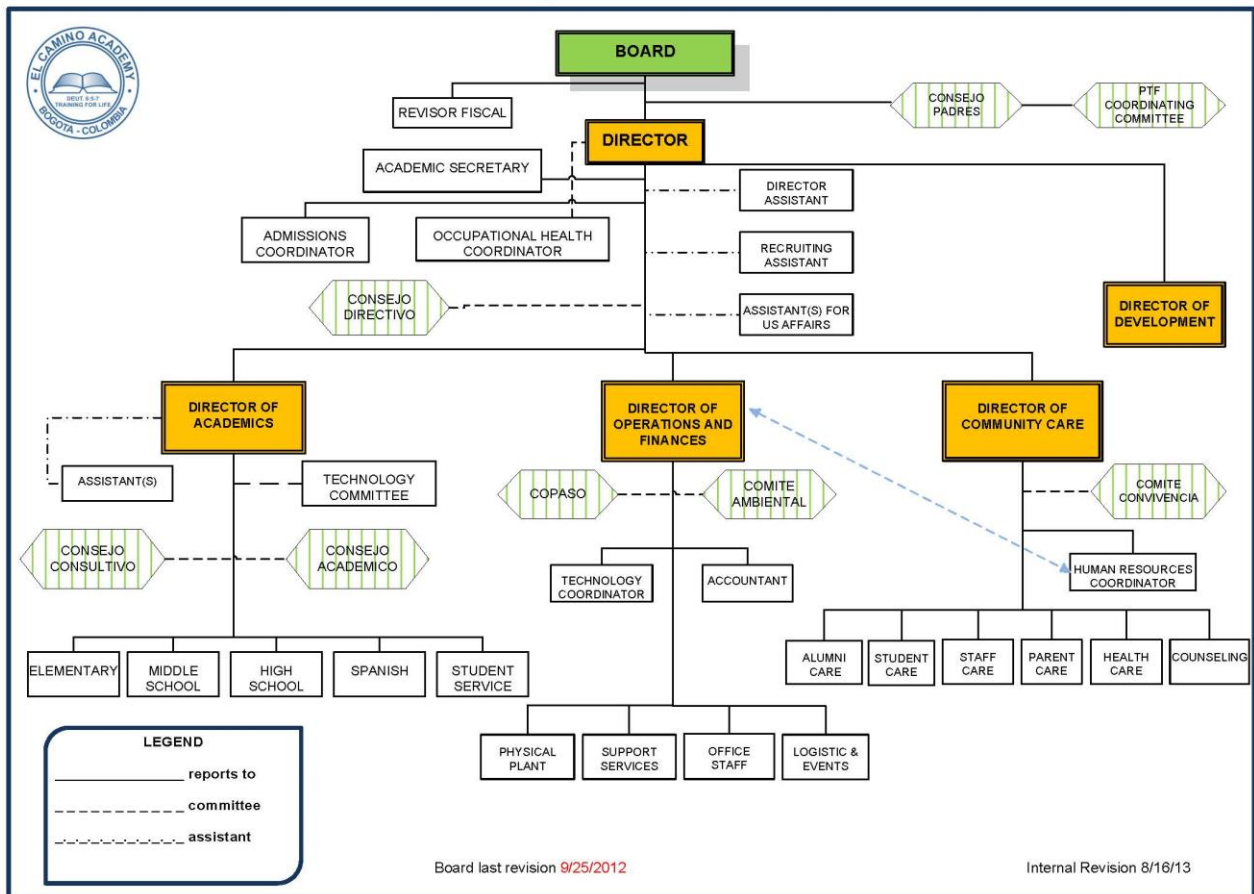 EL CAMINO ACADEMY
DEUT. 6:5-7
TRAINING FOR LIFE
BOGOTA - COLOMBIA
BOARD
REVISOR FISCAL
CONSEJO
PADRES
PTF
COORDINATING
COMMITTEE
DIRECTOR
ACADEMIC SECRETARY
DIRECTOR
ASSISTANT
ADMISSIONS
COORDINATOR
OCCUPATIONAL HEALTH
COORDINATOR
RECRUITING
ASSISTANT
CONSEJO
DIRECTIVO
ASSISTANT(S) FOR
US AFFAIRS
DIRECTOR OF
DEVELOPMENT
DIRECTOR OF
ACADEMICS
DIRECTOR OF
OPERATIONS AND
FINANCES
DIRECTOR OF
COMMUNITY CARE
ASSISTANT(S)
TECHNOLOGY
COMMITTEE
COPASO
COMITE
AMBIENTAL
COMITE
CONVIVENCIA
CONSEJO
CONSULTIVO
CONSEJO
ACADEMICO
TECHNOLOGY
COORDINATOR
ACCOUNTANT
HUMAN RESOURCES
COORDINATOR
ELEMENTARY
MIDDLE
SCHOOL
HIGH
SCHOOL
SPANISH
STUDENT
SERVICE
ALUMNI
CARE
STUDENT
CARE
STAFF
CARE
PARENT
CARE
HEALTH
CARE
COUNSELING
PHYSICAL
PLANT
SUPPORT
SERVICES
OFFICE
STAFF
LOGISTIC &
EVENTS
LEGEND
reports to
committee
assistant
Board last revision 9/25/2012
Internal Revision 8/16/13